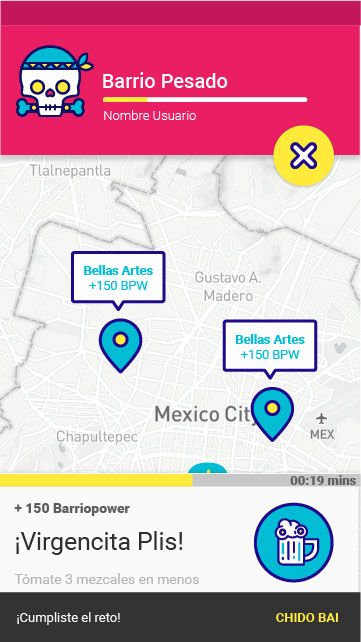 Barrio Pesado
Nombre Usuario
Tlalnepantla
Bellas Artes
+150 BPW
Gustavo A.
Madero
Bellas Artes
+150 BPW
Mexico City
MEX
Chapultepec
00:19 mins
+ 150 Barriopower
¡Virgencita Plis!
Tómate 3 mezcales en menos
¡Cumpliste el reto!
CHIDO BAI